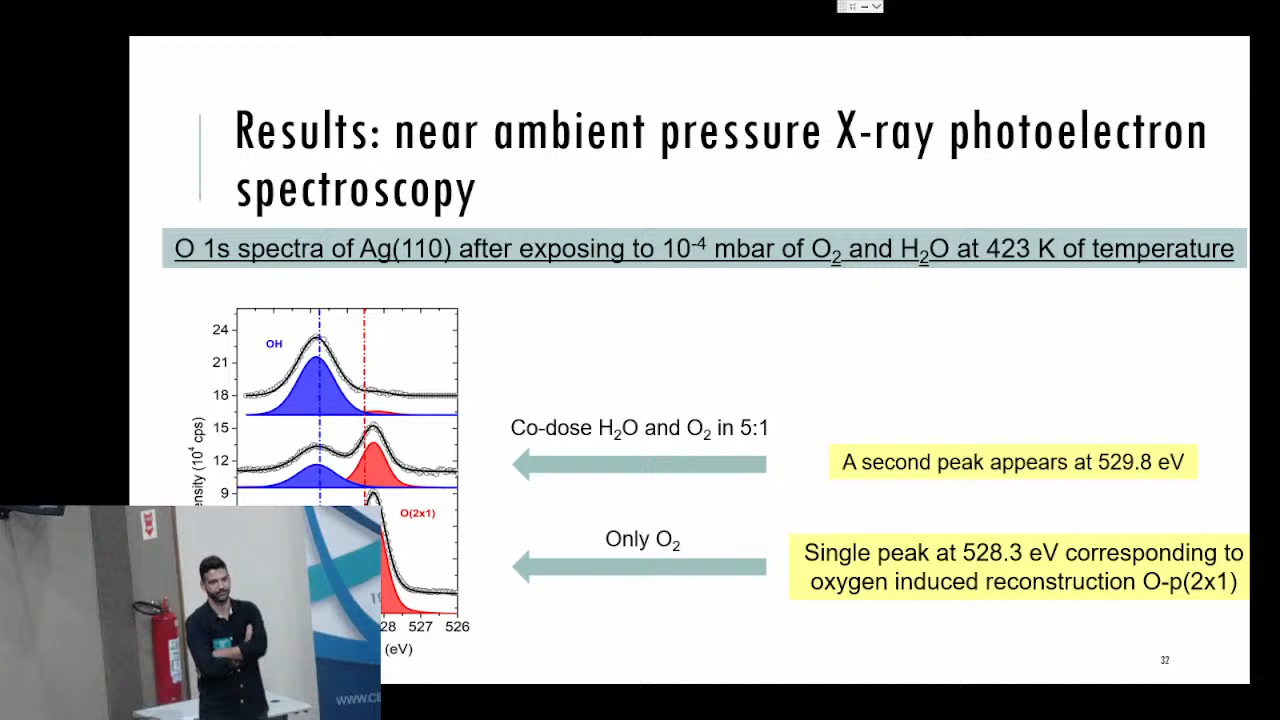 Results: near ambient pressure X-ray photoelectron
spectroscopy
O 1s spectra of Ag(110) after exposing to 10⁻⁴ mbar of O₂ and H₂O at 423 K of temperature
24
OH
21
18
15
Co-dose H₂O and O₂ in 5:1
12
A second peak appears at 529.8 eV
9
(10⁴ cps)
O(2x1)
Only O₂
Single peak at 528.3 eV corresponding to
oxygen induced reconstruction O-p(2x1)
527
526
(eV)
32